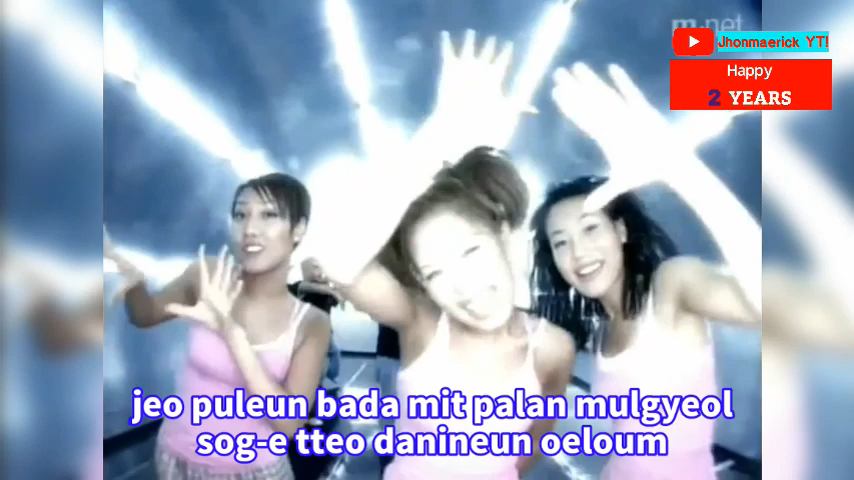 m.net
Jhonmaerick YT!
Happy
2 YEARS
jeo puleun bada mit palan mulgyeol
sog-e tteo danineun oeloum